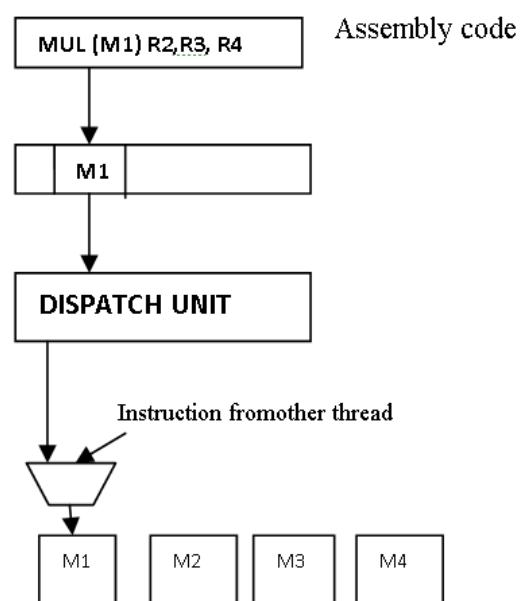 Assembly code
MUL (M1) R2,R3, R4
M1
DISPATCH UNIT
Instruction fromother thread
M1 M2 M3 M4